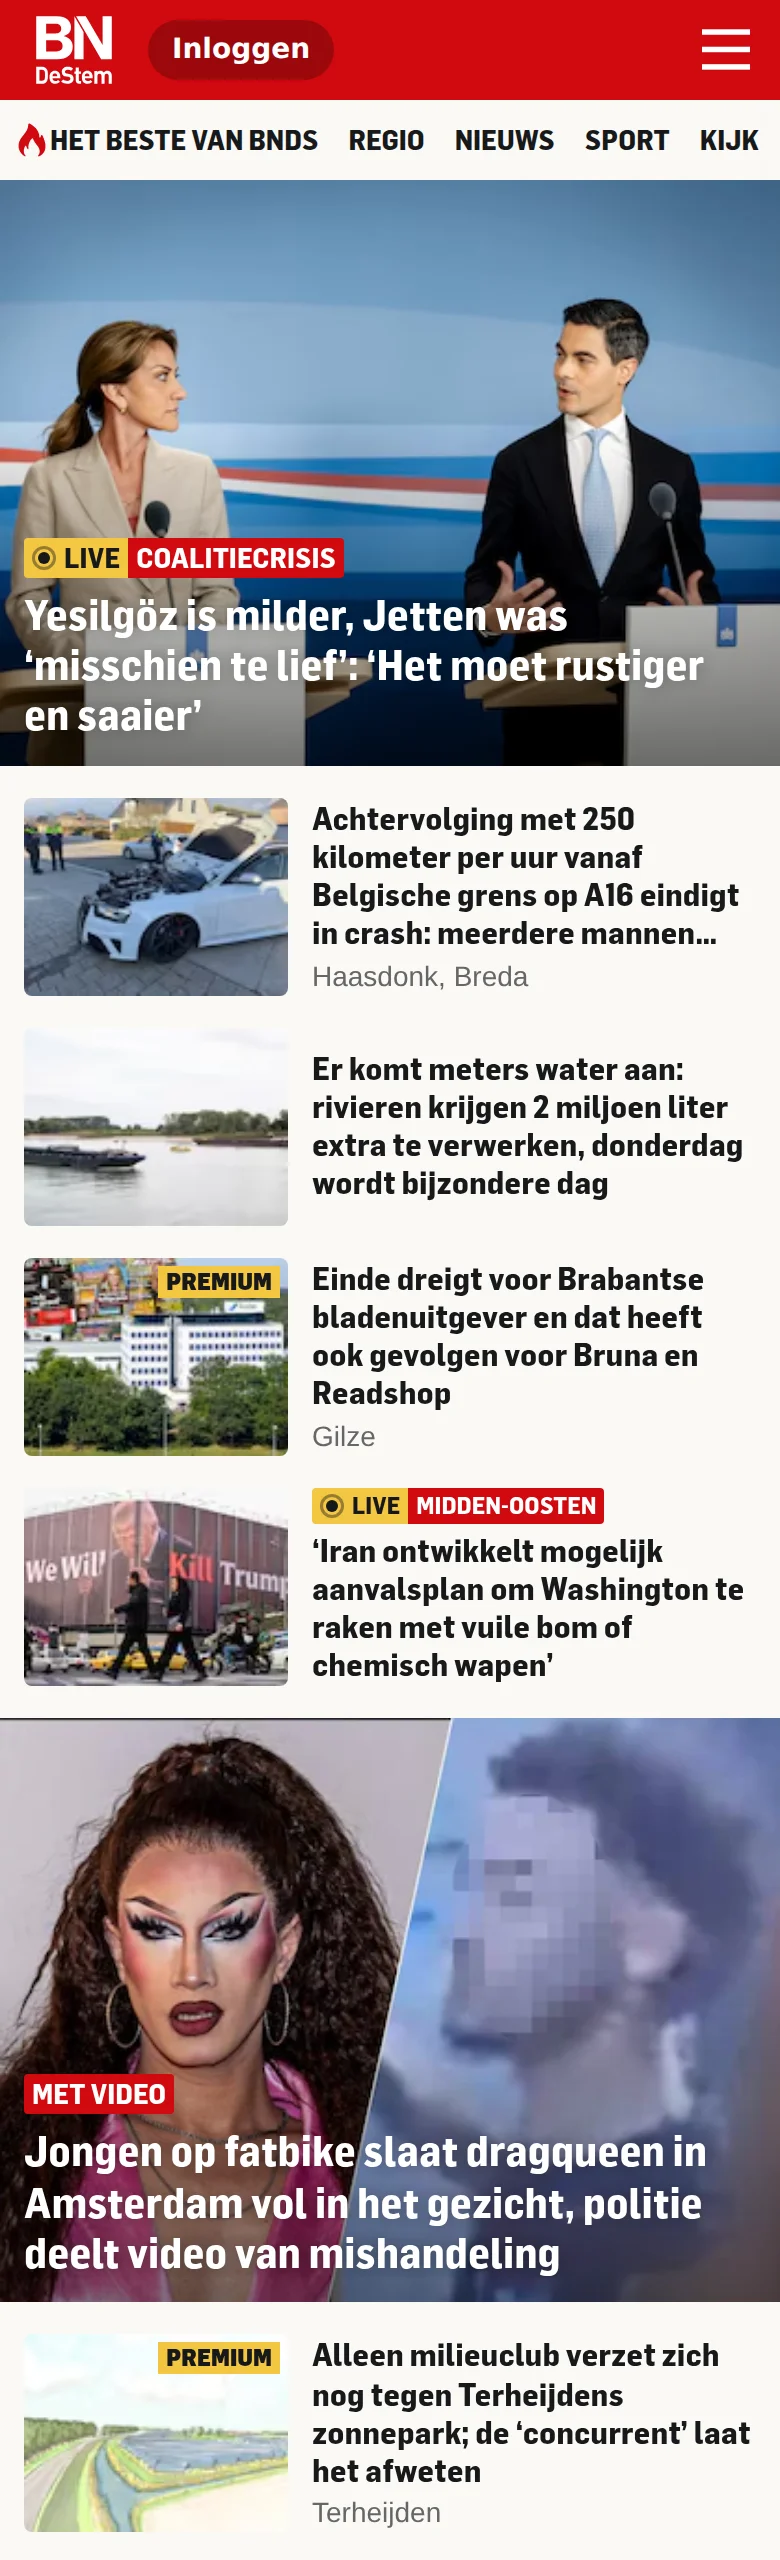 BN
DeStem
Inloggen
HET BESTE VAN BNDS REGIO NIEUWS SPORT KIJK
LIVE COALITIECRISIS
Yesilgöz is milder, Jetten was
‘misschien te lief’: ‘Het moet rustiger
en saaier’
Achtervolging met 250
kilometer per uur vanaf
Belgische grens op A16 eindigt
in crash: meerdere mannen...
Haasdonk, Breda
Er komt meters water aan:
rivieren krijgen 2 miljoen liter
extra te verwerken, donderdag
wordt bijzondere dag
PREMIUM
Einde dreigt voor Brabantse
bladenuitgever en dat heeft
ook gevolgen voor Bruna en
Readshop
Gilze
We Will Kill Trump
LIVE MIDDEN-OOSTEN
‘Iran ontwikkelt mogelijk
aanvalsplan om Washington te
raken met vuile bom of
chemisch wapen’
MET VIDEO
Jongen op fatbike slaat dragqueen in
Amsterdam vol in het gezicht, politie
deelt video van mishandeling
PREMIUM
Alleen milieuclub verzet zich
nog tegen Terheijdens
zonnepark; de ‘concurrent’ laat
het afweten
Terheijden